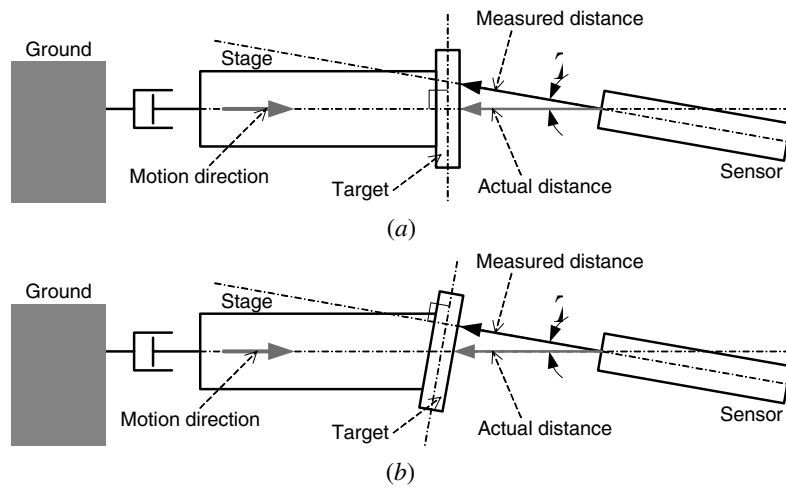 Measured distance
Ground
Stage
Motion direction
Target
Actual distance
Sensor
(a)
Measured distance
Ground
Stage
Motion direction
Target
Actual distance
Sensor
(b)